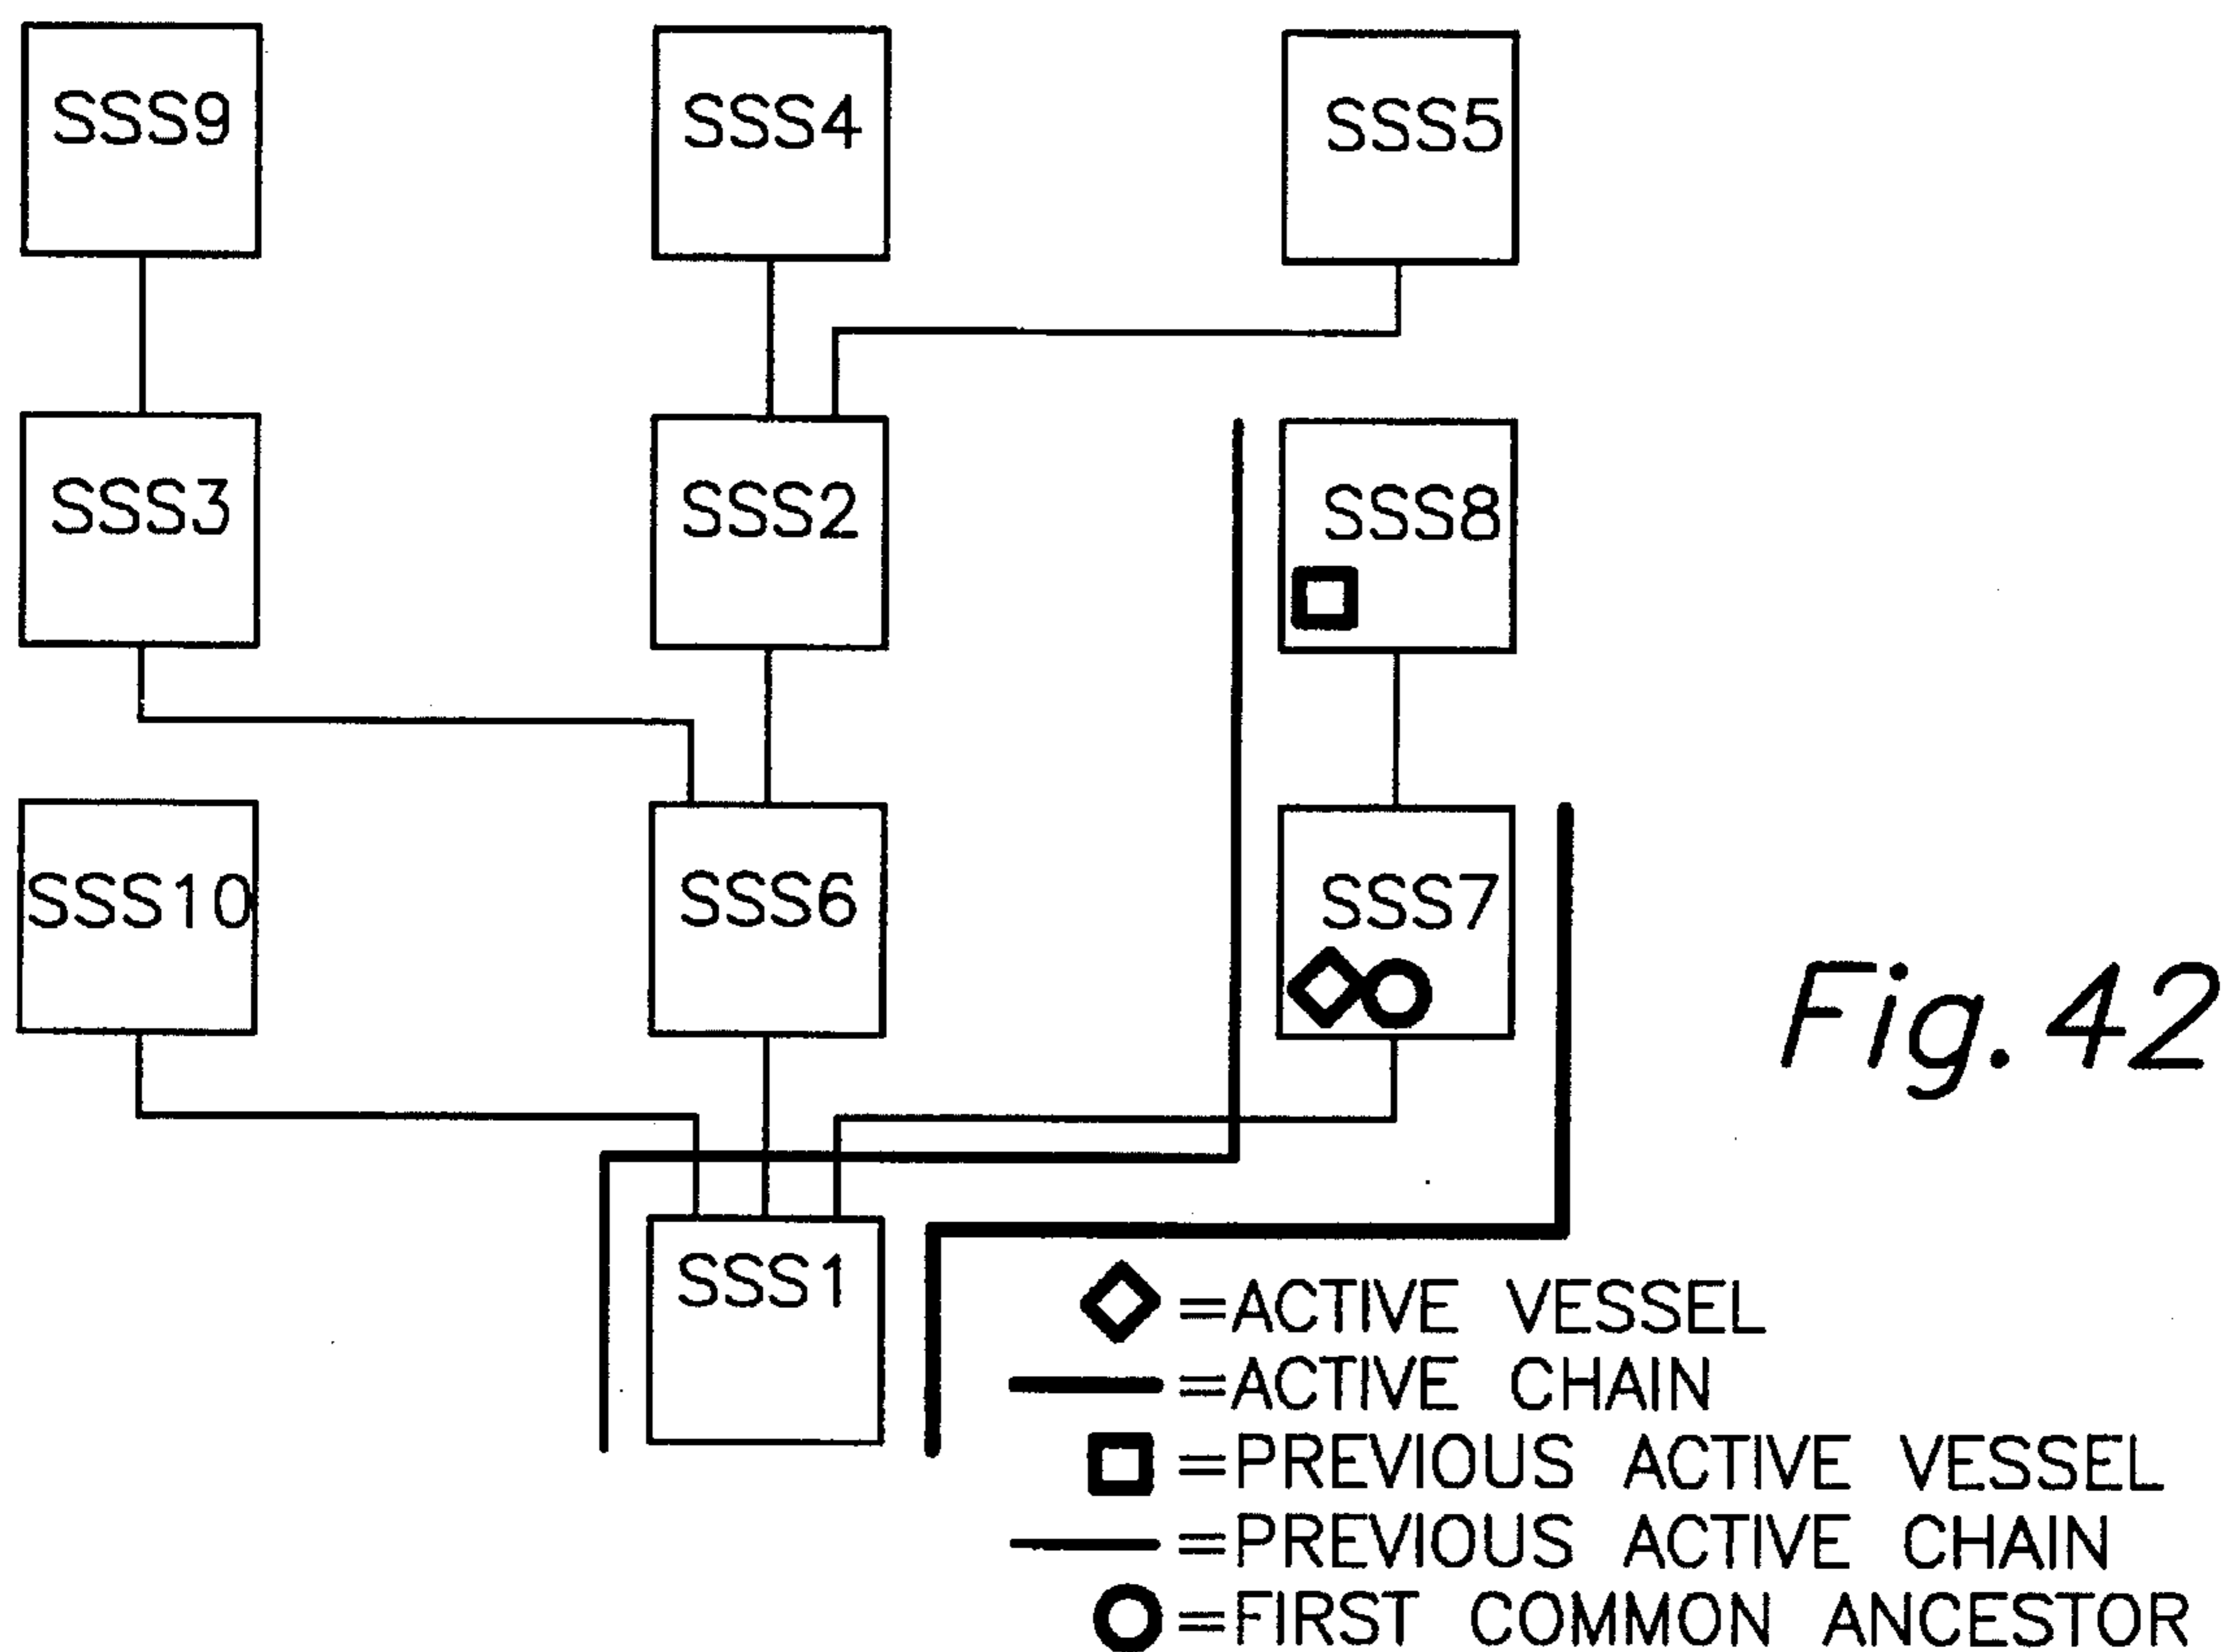 SSS9
SSS4
SSS5
SSS3
SSS2
SSS8
SSS10
SSS6
SSS7
Fig. 42
SSS1
=ACTIVE VESSEL
=ACTIVE CHAIN
=PREVIOUS ACTIVE VESSEL
=PREVIOUS ACTIVE CHAIN
=FIRST COMMON ANCESTOR